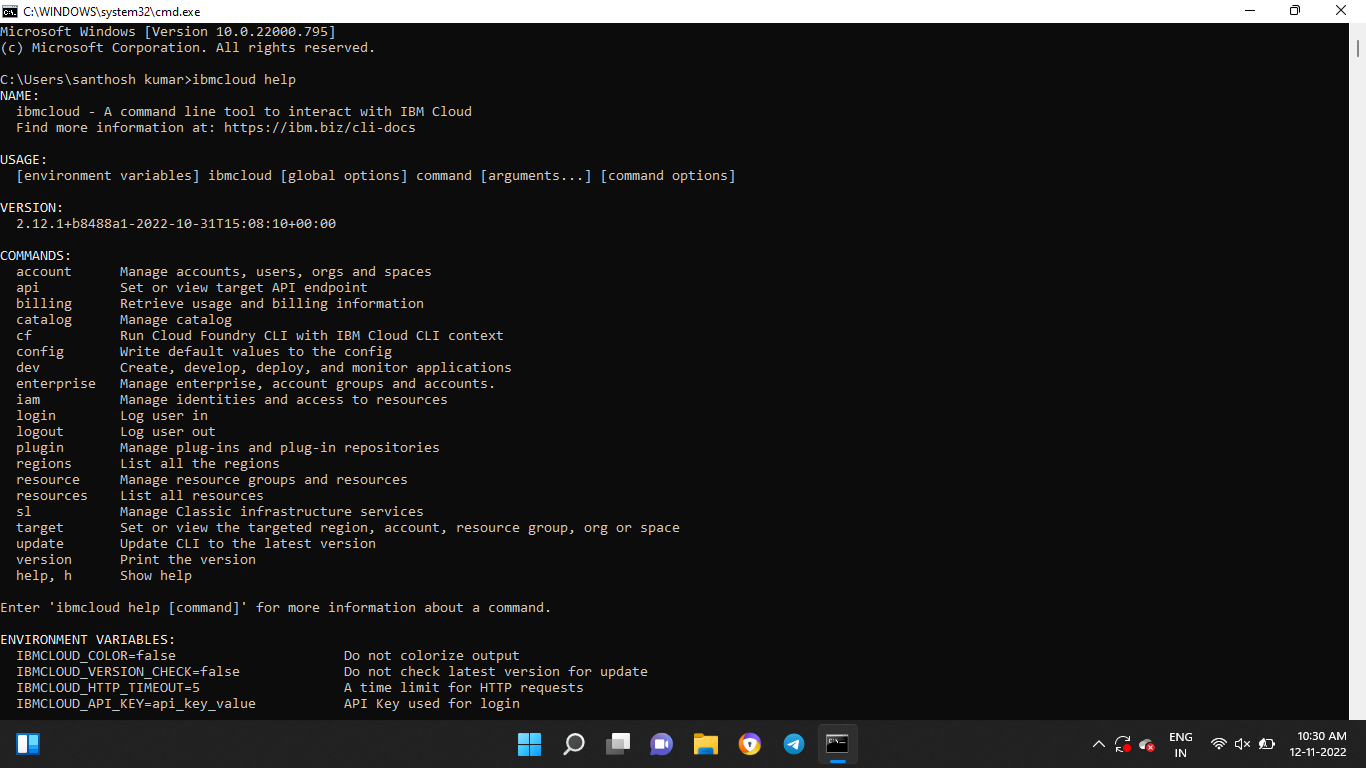 C:\WINDOWS\system32\cmd.exe
Microsoft Windows [Version 10.0.22000.795]
(c) Microsoft Corporation. All rights reserved.
C:\Users\santhosh kumar>ibmcloud help
NAME:
ibmcloud - A command line tool to interact with IBM Cloud
Find more information at: https://ibm.biz/cli-docs
USAGE:
[environment variables] ibmcloud [global options] command [arguments...] [command options]
VERSION:
2.12.1+b8488a1-2022-10-31T15:08:10+00:00
COMMANDS:
account Manage accounts, users, orgs and spaces
api Set or view target API endpoint
billing Retrieve usage and billing information
catalog Manage catalog
cf Run Cloud Foundry CLI with IBM Cloud CLI context
config Write default values to the config
dev Create, develop, deploy, and monitor applications
enterprise Manage enterprise, account groups and accounts.
iam Manage identities and access to resources
login Log user in
logout Log user out
plugin Manage plug-ins and plug-in repositories
regions List all the regions
resource Manage resource groups and resources
resources List all resources
sl Manage Classic infrastructure services
target Set or view the targeted region, account, resource group, org or space
update Update CLI to the latest version
version Print the version
help, h Show help
Enter 'ibmcloud help [command]' for more information about a command.
ENVIRONMENT VARIABLES:
IBMCLOUD_COLOR=false Do not colorize output
IBMCLOUD_VERSION_CHECK=false Do not check latest version for update
IBMCLOUD_HTTP_TIMEOUT=5 A time limit for HTTP requests
IBMCLOUD_API_KEY=api_key_value API Key used for login
ENG
IN
10:30 AM
12-11-2022